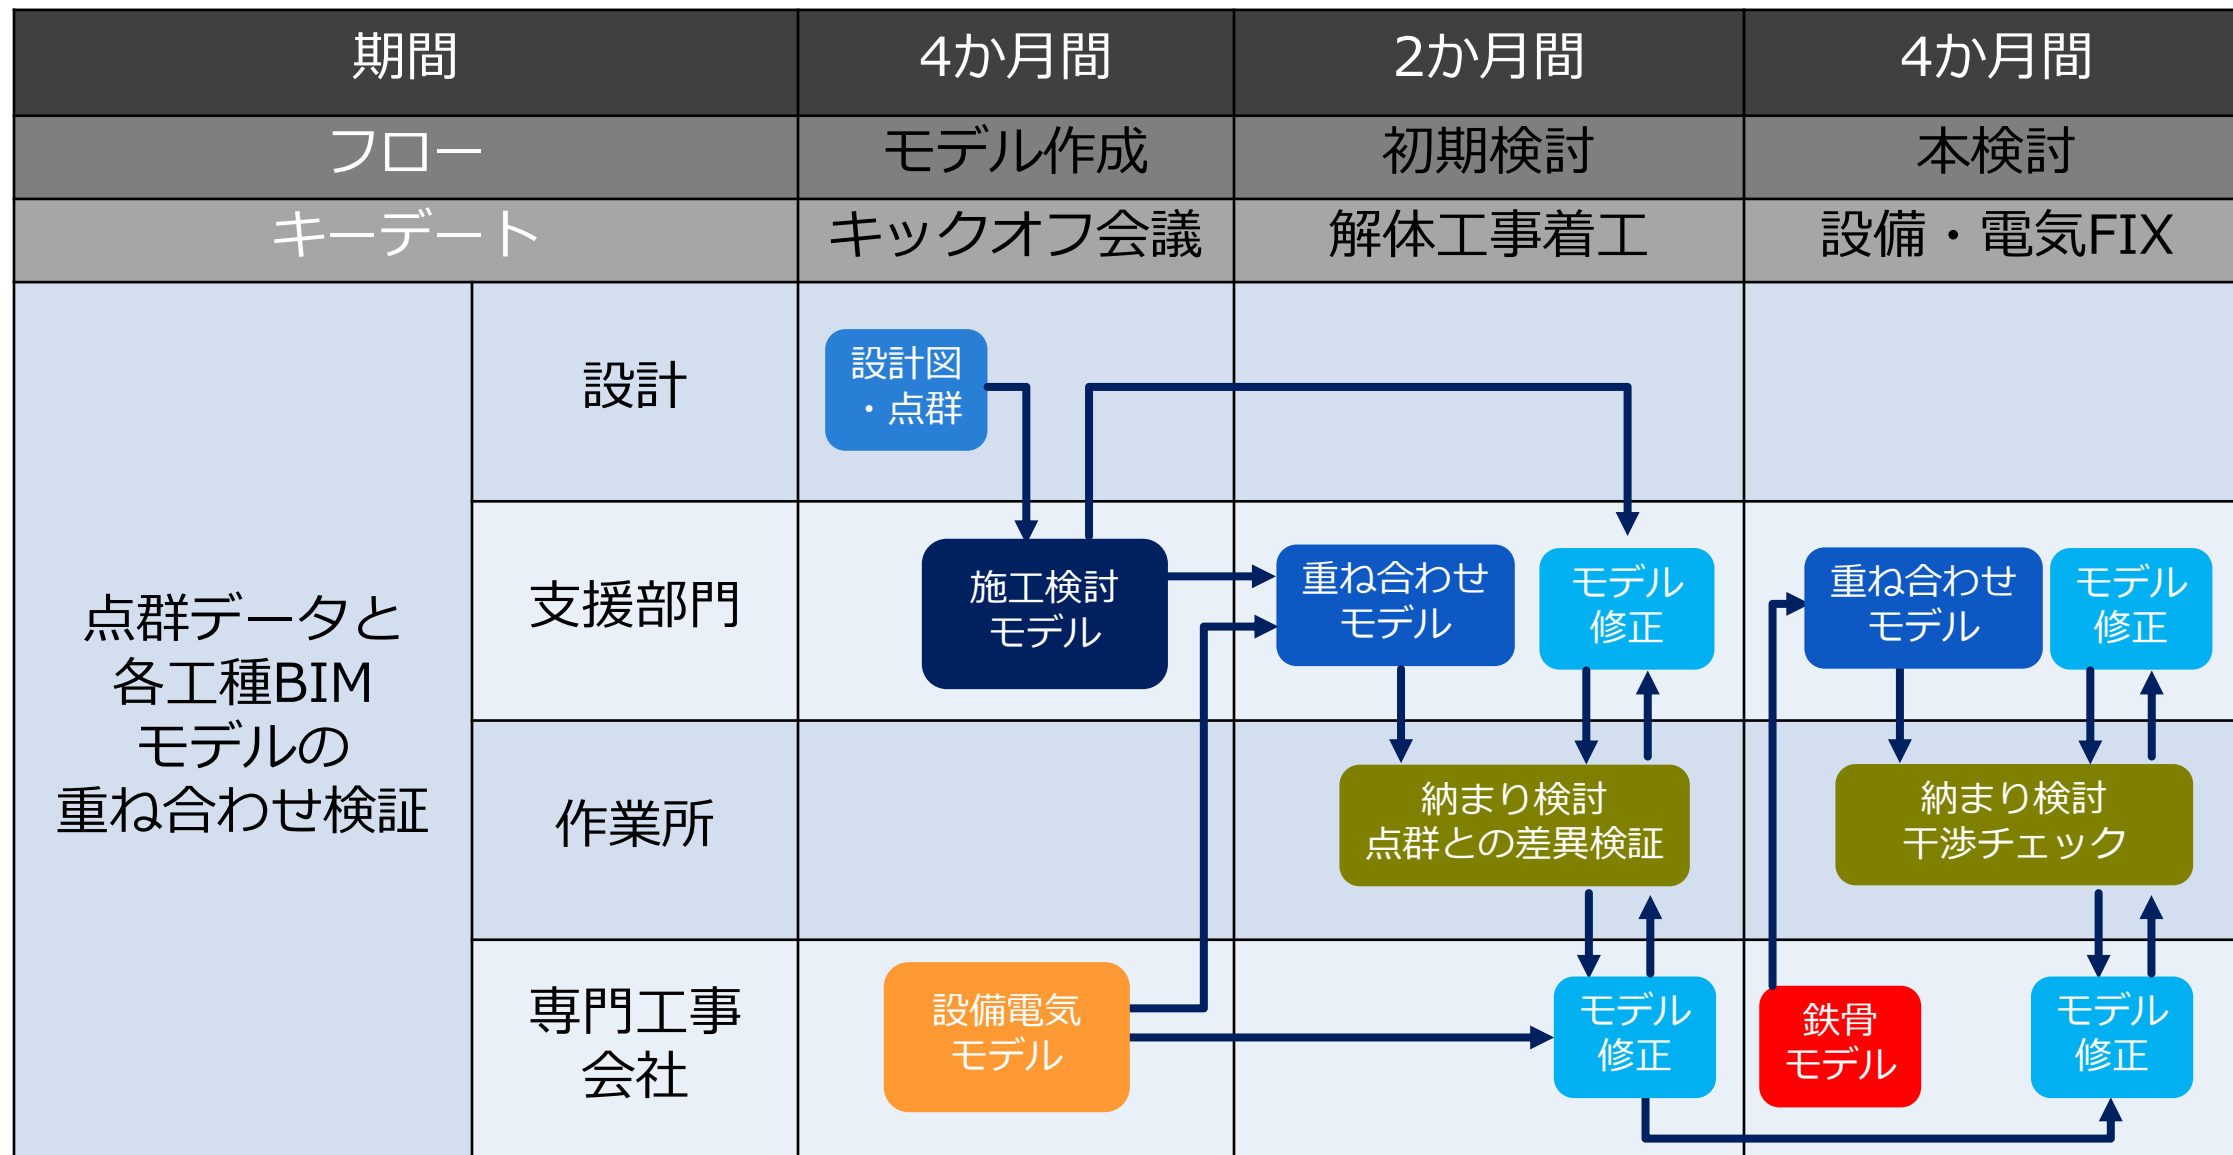 期間
4か月間
2か月間
4か月間
フロー
モデル作成
初期検討
本検討
キーデート
キックオフ会議
解体工事着工
設備・電気FIX
点群データと
各工種BIM
モデルの
重ね合わせ検証
設計
設計図
・点群
支援部門
施工検討
モデル
重ね合わせ
モデル
モデル
修正
重ね合わせ
モデル
モデル
修正
作業所
納まり検討
点群との差異検証
納まり検討
干渉チェック
専門工事
会社
設備電気
モデル
モデル
修正
鉄骨
モデル
モデル
修正